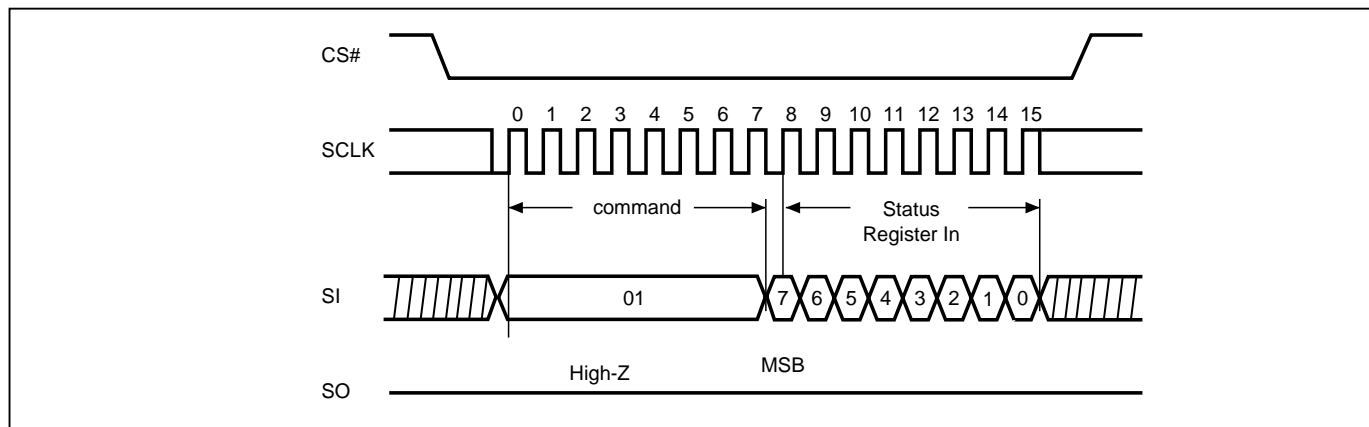 CS#
0 1 2 3 4 5 6 7 8 9 10 11 12 13 14 15
SCLK
command
Status
Register In
SI
01
7 6 5 4 3 2 1 0
High-Z
MSB
SO